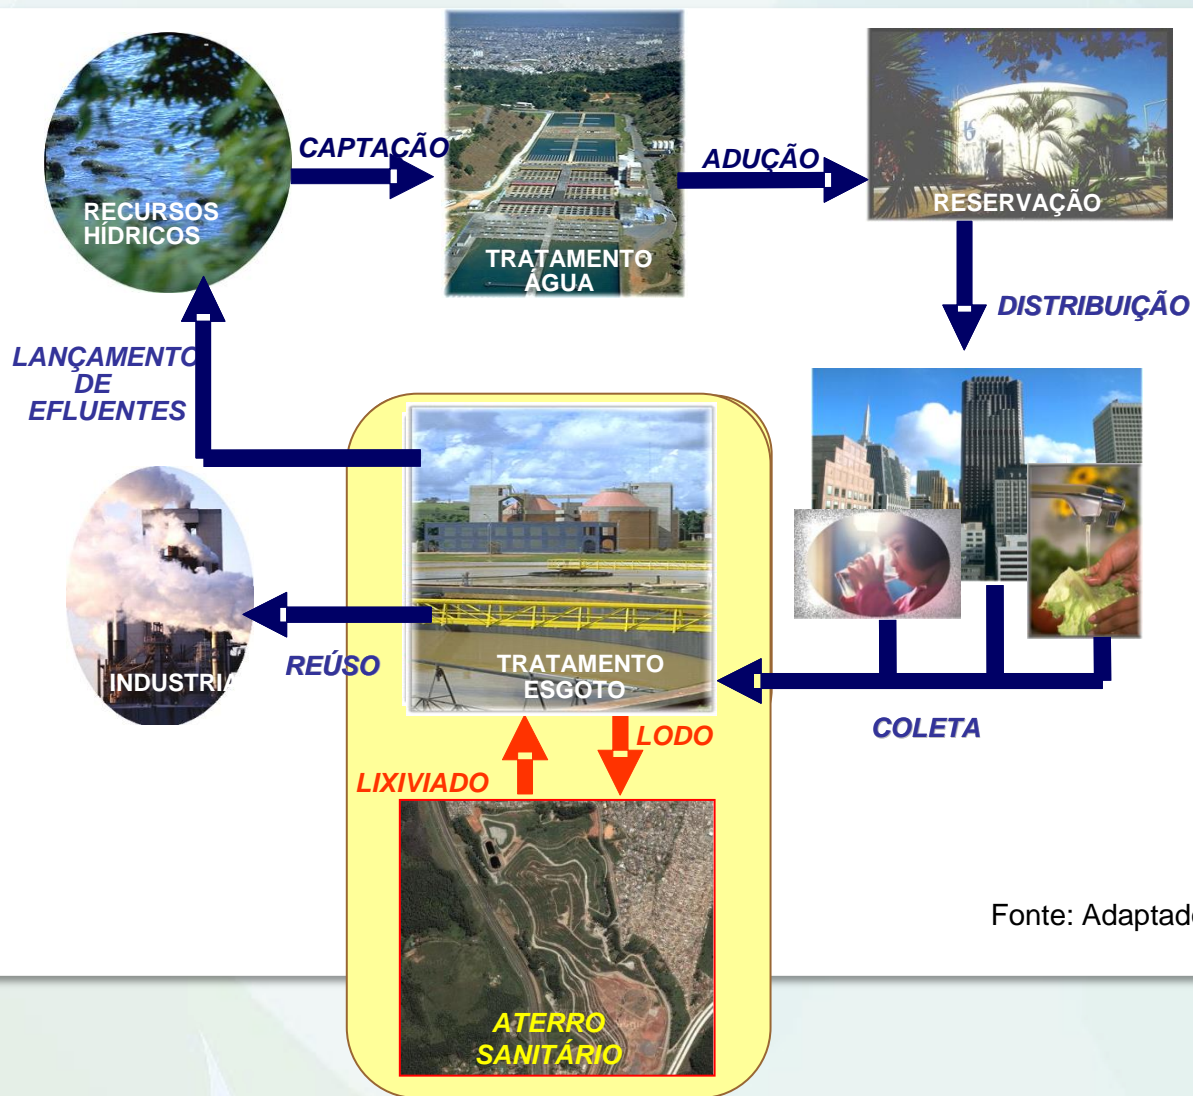 CAPTAÇÃO
ADUÇÃO
RECURSOS
HÍDRICOS
RESERVAÇÃO
TRATAMENTO
ÁGUA
DISTRIBUIÇÃO
LANÇAMENTO
DE
EFLUENTES
REÚSO
INDUSTRIA
TRATAMENTO
ESGOTO
COLETA
LODO
LIXIVIADO
Fonte: Adaptad
ATERRO
SANITÁRIO